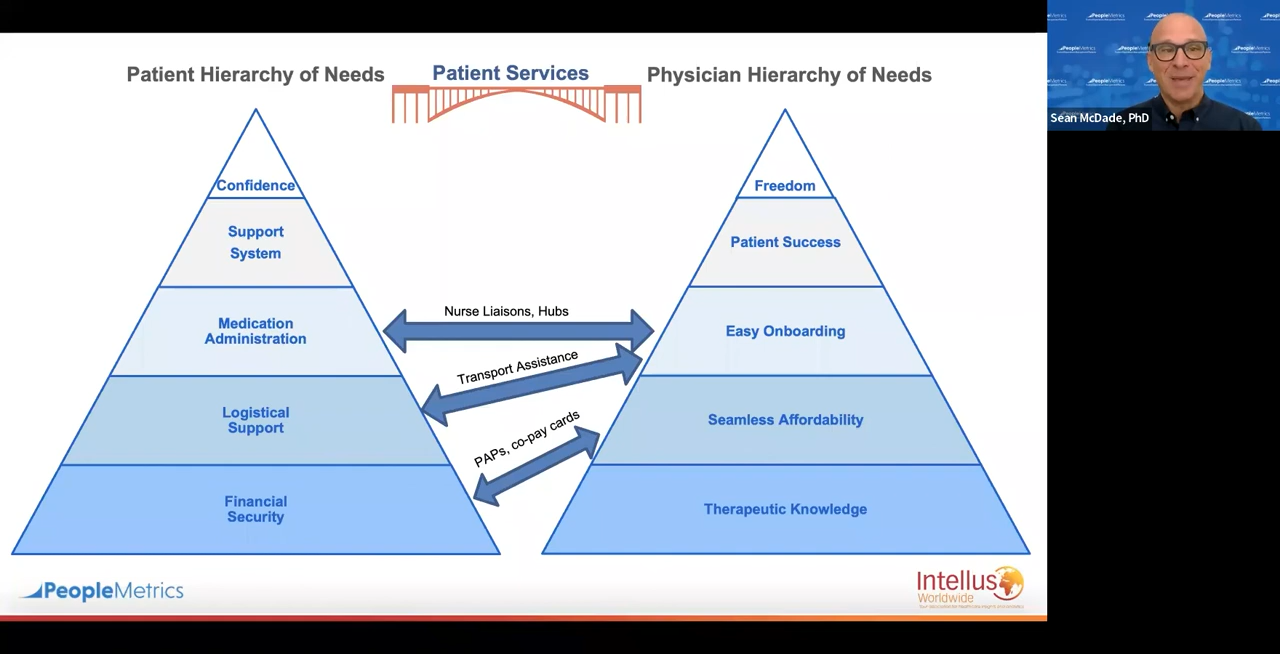 Patient Hierarchy of Needs
Patient Services
Physician Hierarchy of Needs
Confidence
Support
System
Medication
Administration
Logistical
Support
Financial
Security
Nurse Liaisons, Hubs
Transport Assistance
PAPs, co-pay cards
Freedom
Patient Success
Easy Onboarding
Seamless Affordability
Therapeutic Knowledge
PeopleMetrics
Intellus
Worldwide
Sean McDade, PhD
PeopleMetrics